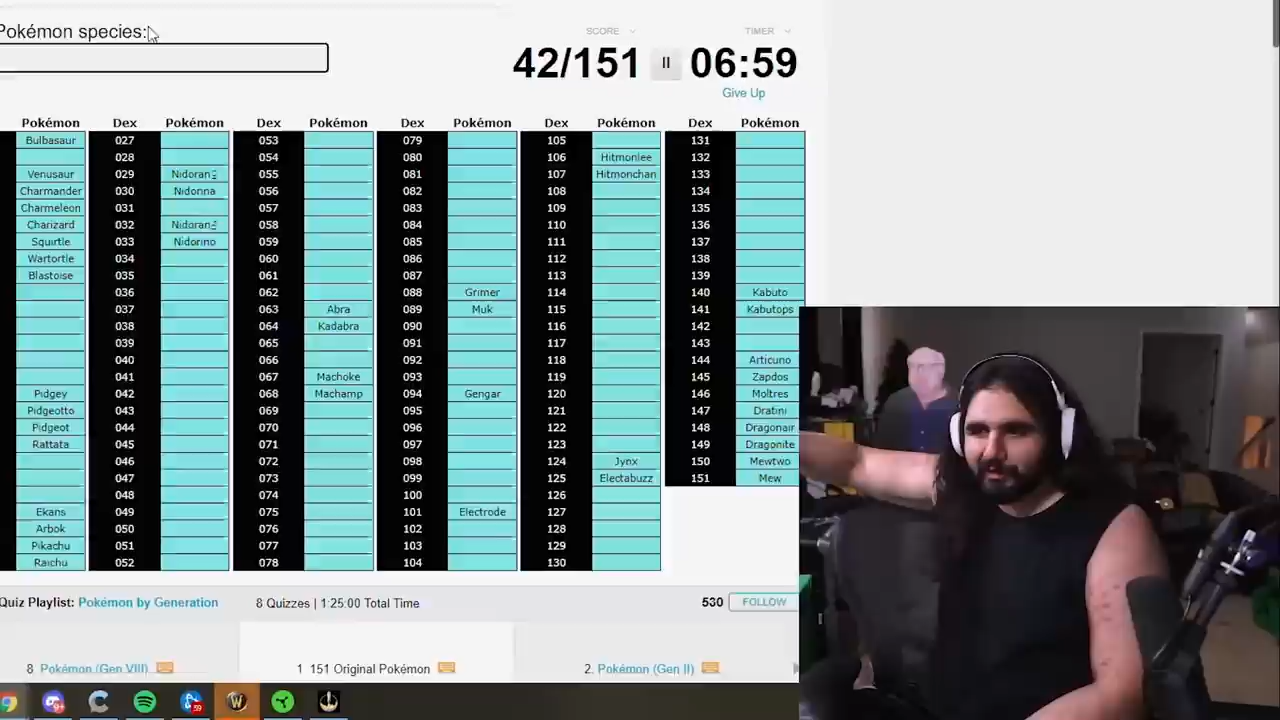 Pokémon species:
SCORE TIMER
42/151 06:59
Give Up
Pokémon Dex Pokémon Dex Pokémon Dex Pokémon Dex Pokémon Dex Pokémon
Bulbasaur 027 053 079 105 131
028 054 080 106 Hitmonlee 132
Venusaur 029 Nidoran♀ 055 081 107 Hitmonchan 133
Charmander 030 Nidorina 056 082 108 134
Charmeleon 031 057 083 109 135
Charizard 032 Nidoran♂ 058 084 110 136
Squirtle 033 Nidorino 059 085 111 137
Wartortle 034 060 086 112 138
Blastoise 035 061 087 113 139
036 062 088 Grimer 114 140 Kabuto
037 063 Abra 089 Muk 115 141 Kabutops
038 064 Kadabra 090 116 142
039 065 091 117 143
040 066 092 118 144 Articuno
041 067 Machoke 093 119 145 Zapdos
Pidgey 042 068 Machamp 094 Gengar 120 146 Moltres
Pidgeotto 043 069 095 121 147 Dratini
Pidgeot 044 070 096 122 148 Dragonair
Rattata 045 071 097 123 149 Dragonite
046 072 098 124 Jynx 150 Mewtwo
047 073 099 125 Electabuzz 151 Mew
048 074 100 126
Ekans 049 075 101 Electrode 127
Arbok 050 076 102 128
Pikachu 051 077 103 129
Raichu 052 078 104 130
Quiz Playlist: Pokémon by Generation 8 Quizzes | 1:25:00 Total Time 530 FOLLOW
8 Pokémon (Gen VIII) 1 151 Original Pokémon 2. Pokémon (Gen II)